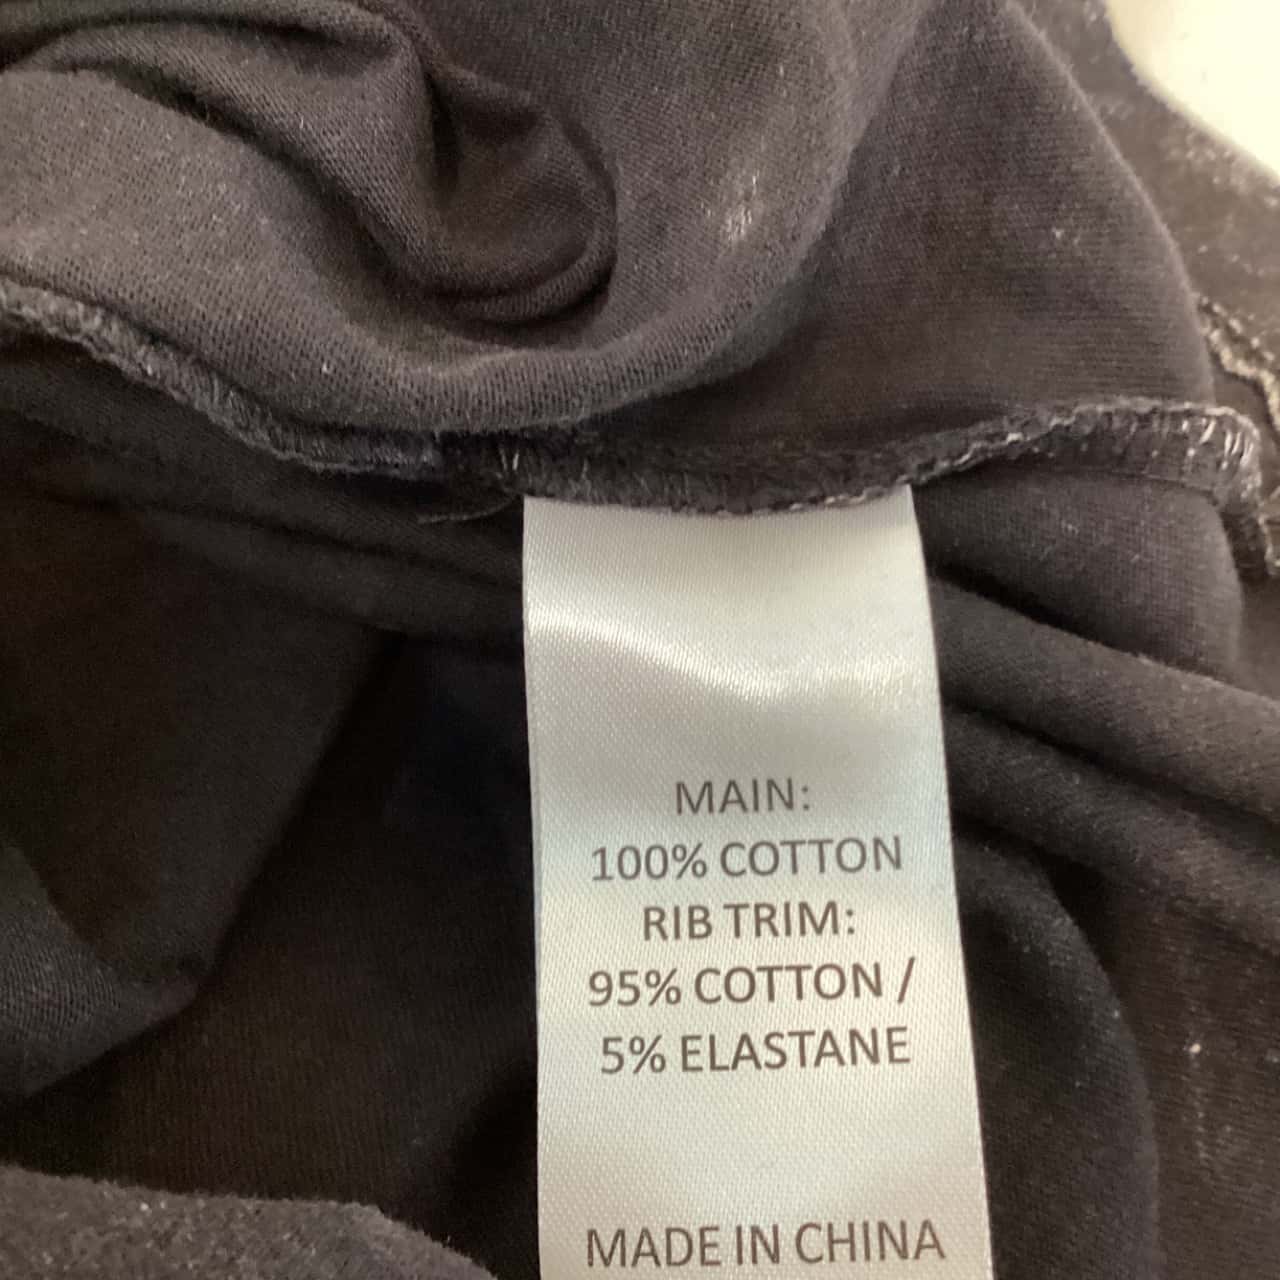 MAIN:
100% COTTON
RIB TRIM:
95% COTTON /
5% ELASTANE
MADE IN CHINA